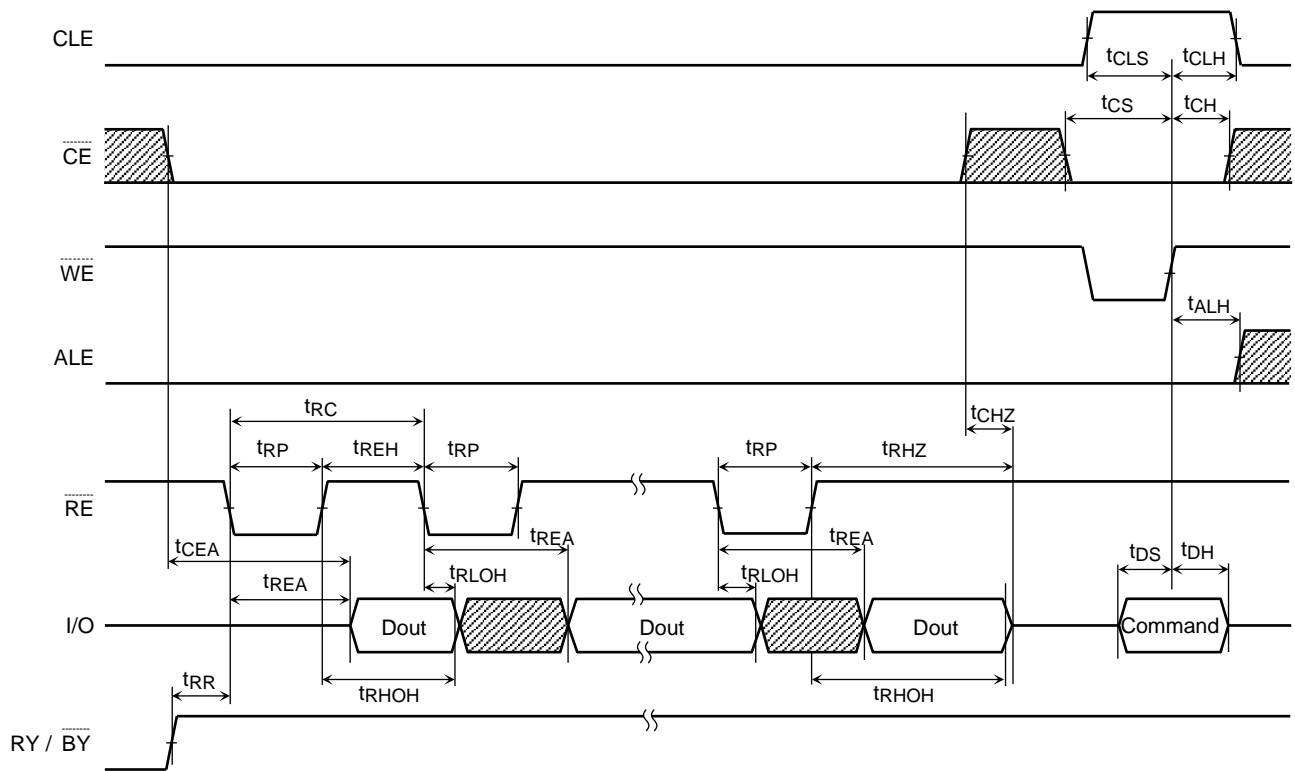 CLE
tCLS
tCLH
tCS
tCH
CE
WE
tALH
ALE
tRC
tCHZ
tRP
tREH
tRP
tRP
tRHZ
RE
tCEA
tREA
tREA
tDS
tDH
tREA
tRLOH
tRLOH
I/O
Dout
Dout
Dout
Command
tRR
tRHOH
tRHOH
RY / BY